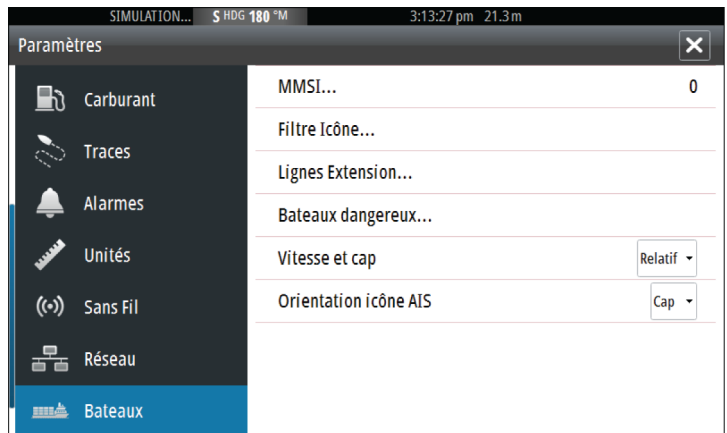 SIMULATION... S HDG 180 °M 3:13:27 pm 21.3 m
Paramètres
Carburant
Traces
Alarmes
Unités
Sans Fil
Réseau
Bateaux
MMSI... 0
Filtre Icône...
Lignes Extension...
Bateaux dangereux...
Vitesse et cap Relatif
Orientation icône AIS Cap